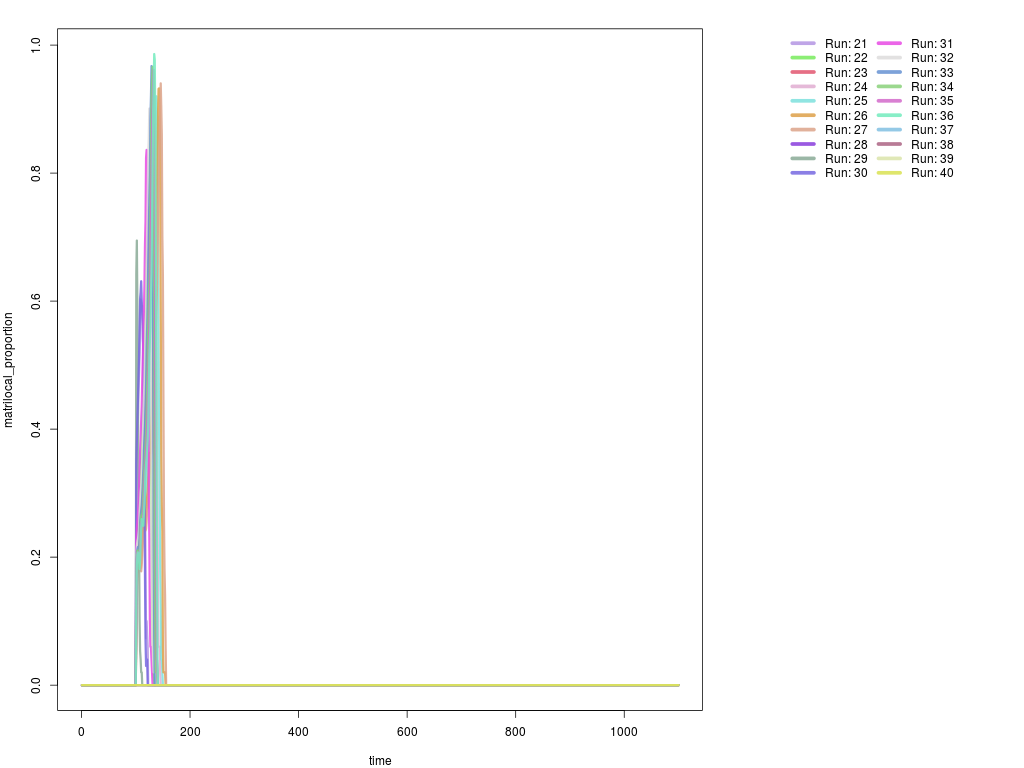 1.0
0.8
0.6
0.4
0.2
0.0
matrilocal_proportion
0 200 400 600 800 1000
time
Run: 21 Run: 31
Run: 22 Run: 32
Run: 23 Run: 33
Run: 24 Run: 34
Run: 25 Run: 35
Run: 26 Run: 36
Run: 27 Run: 37
Run: 28 Run: 38
Run: 29 Run: 39
Run: 30 Run: 40